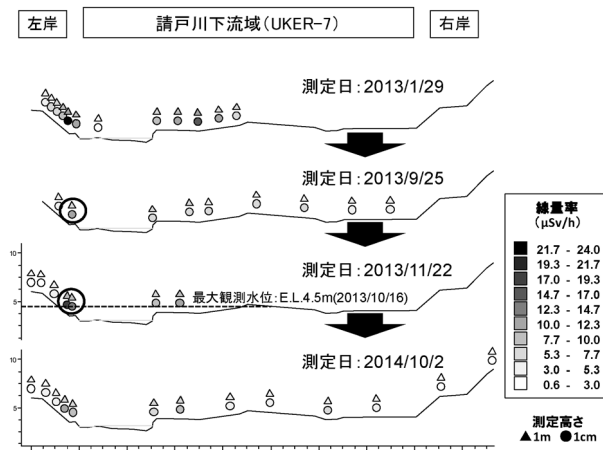 左岸
請戸川下流域(UKER-7)
右岸
測定日:2013/1/29
測定日:2013/9/25
10
測定日:2013/11/22
5
最大観測水位:E.L.4.5m(2013/10/16)
測定日:2014/10/2
10
5
線量率
(μSv/h)
21.7 - 24.0
19.3 - 21.7
17.0 - 19.3
14.7 - 17.0
12.3 - 14.7
10.0 - 12.3
7.7 - 10.0
5.3 - 7.7
3.0 - 5.3
0.6 - 3.0
測定高さ
▲1m ●1cm